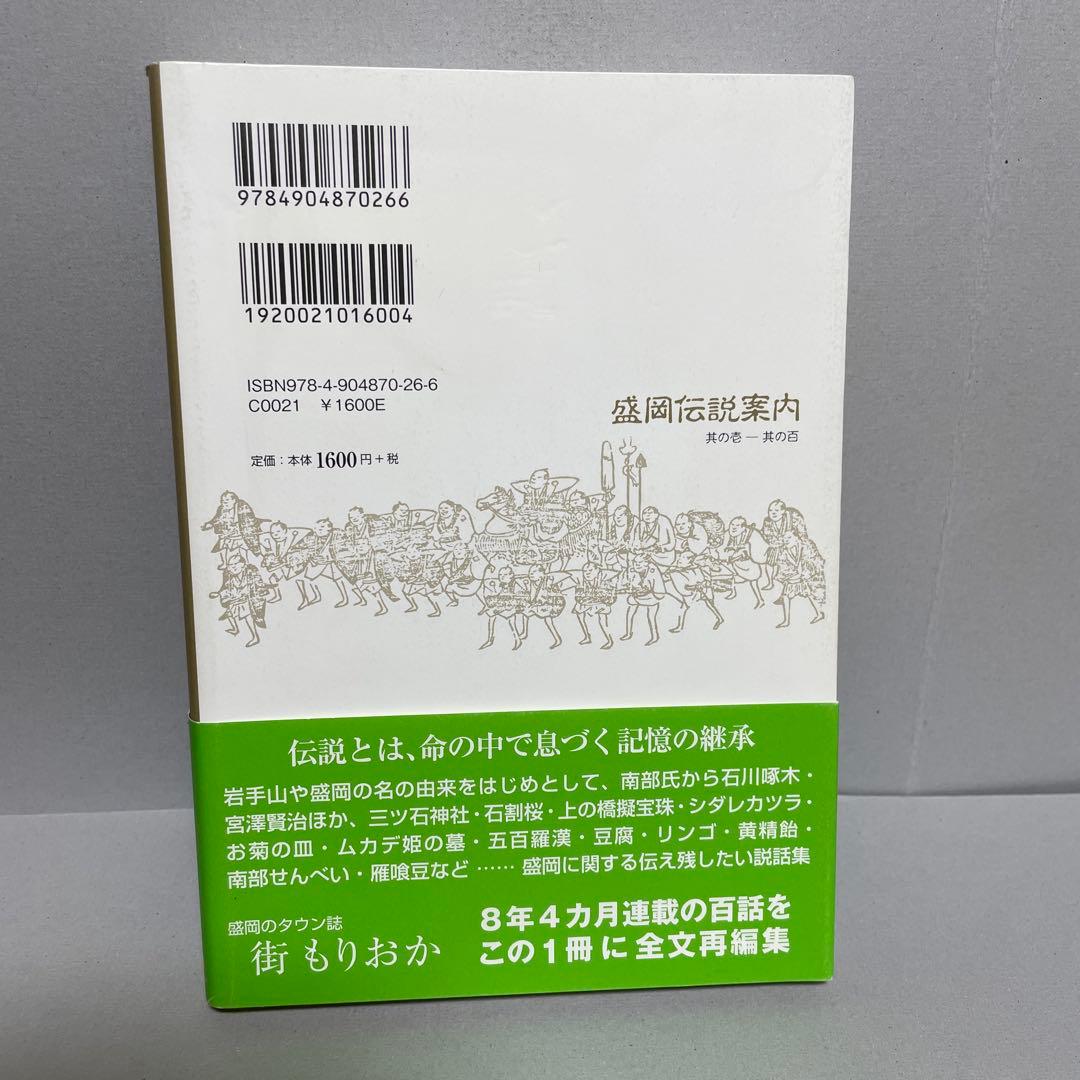 9784904870266
1920021016004
ISBN978-4-904870-26-6
C0021 ¥1600E
定価：本体1600円+税
盛岡伝説案内
其の壱 ─ 其の百
伝説とは、命の中で息づく記憶の継承
岩手山や盛岡の名の由来をはじめとして、南部氏から石川啄木・
宮澤賢治ほか、三ツ石神社・石割桜・上の橋擬宝珠・シダレカツラ・
お菊の皿・ムカデ姫の墓・五百羅漢・豆腐・リンゴ・黄精飴・
南部せんべい・雁喰豆など …… 盛岡に関する伝え残したい説話集
盛岡のタウン誌
街 もりおか
8年4カ月連載の百話を
この1冊に 全文再編集